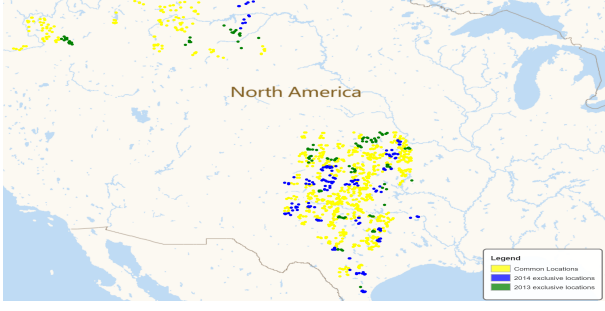 North America
Legend
Common Locations
2014 exclusive locations
2013 exclusive locations